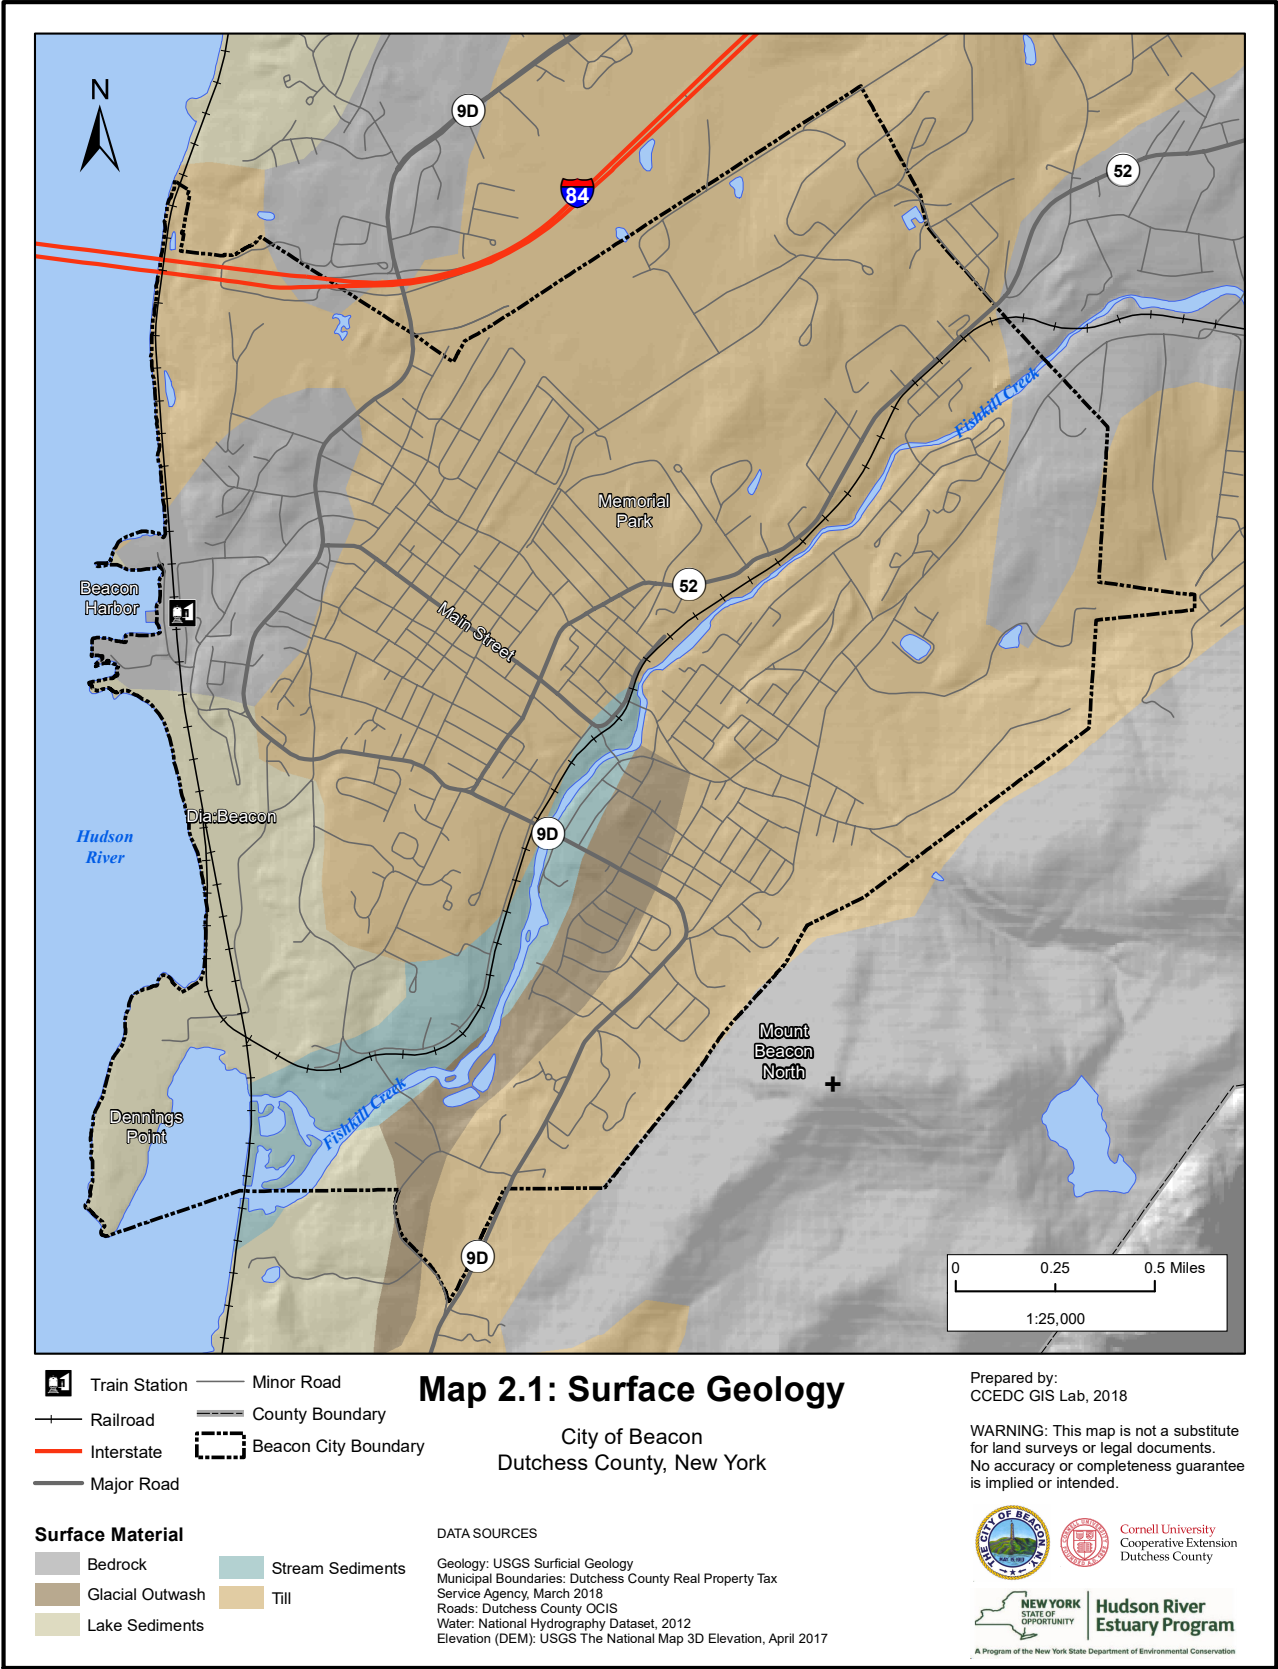 N
9D
84
52
Fishkill Creek
Memorial
Park
Beacon
Harbor
52
Main Street
Dia:Beacon
9D
Hudson
River
Mount
Beacon
North
Dennings
Point
Fishkill Creek
9D
0 0.25 0.5 Miles
1:25,000
Train Station
Railroad
Interstate
Major Road
Minor Road
County Boundary
Beacon City Boundary
Map 2.1: Surface Geology
City of Beacon
Dutchess County, New York
Prepared by:
CCEDC GIS Lab, 2018
WARNING: This map is not a substitute
for land surveys or legal documents.
No accuracy or completeness guarantee
is implied or intended.
Surface Material
Bedrock
Glacial Outwash
Lake Sediments
Stream Sediments
Till
DATA SOURCES
Geology: USGS Surficial Geology
Municipal Boundaries: Dutchess County Real Property Tax
Service Agency, March 2018
Roads: Dutchess County OCIS
Water: National Hydrography Dataset, 2012
Elevation (DEM): USGS The National Map 3D Elevation, April 2017
THE CITY OF BEACON, N.Y.
Cornell University
Cooperative Extension
Dutchess County
NEW YORK
STATE OF
OPPORTUNITY
Hudson River
Estuary Program
A Program of the New York State Department of Environmental Conservation